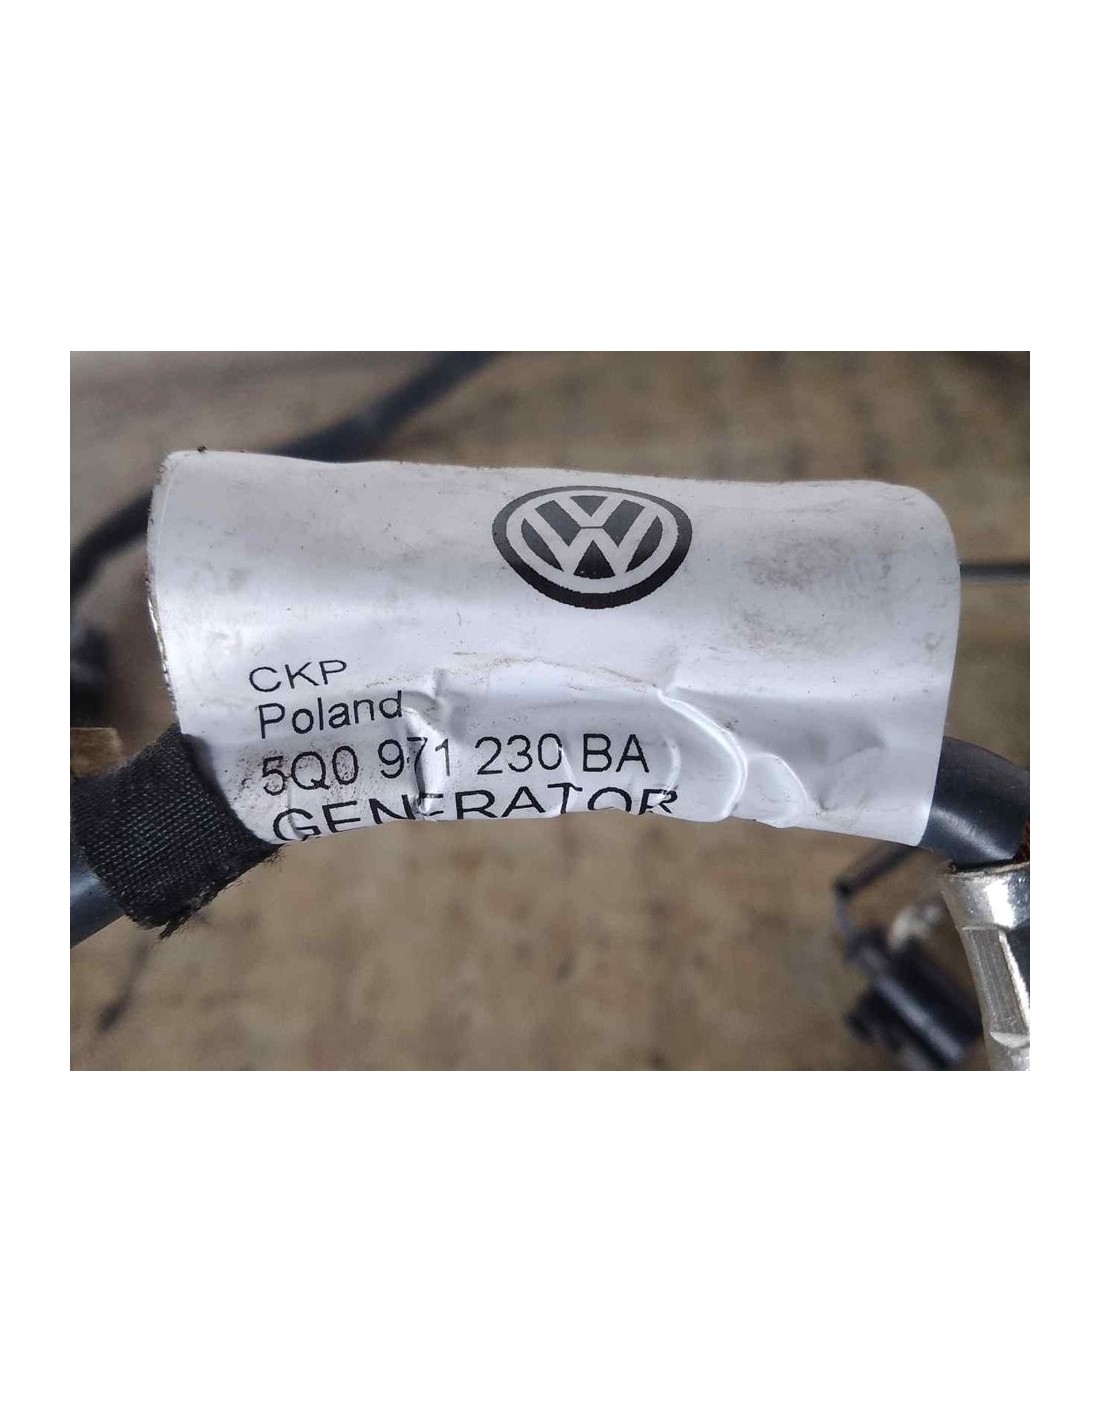 CKP
Poland
5Q0 971 230 BA
GENERATOR